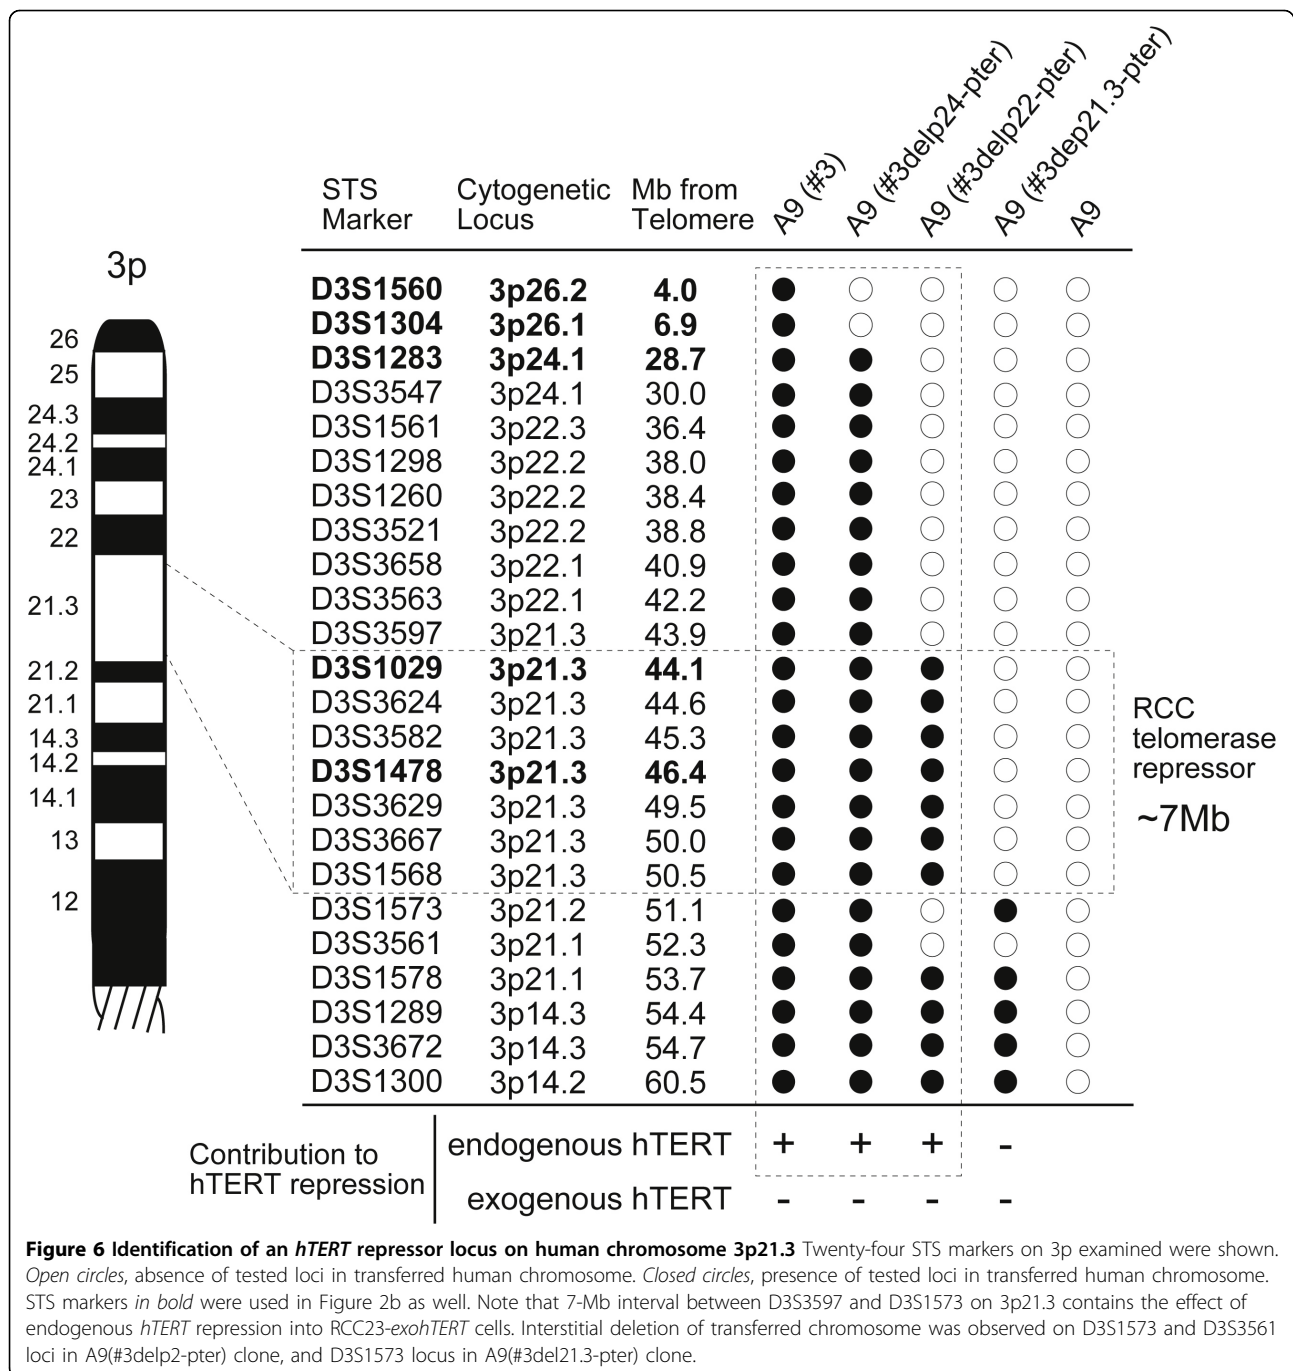 A9 (#3)
A9 (#3delp24-pter)
A9 (#3delp22-pter)
A9 (#3dep21.3-pter)
A9
STS Marker Cytogenetic Locus Mb from Telomere
3p
26
25
24.3
24.2
24.1
23
22
21.3
21.2
21.1
14.3
14.2
14.1
13
12
D3S1560 3p26.2 4.0
D3S1304 3p26.1 6.9
D3S1283 3p24.1 28.7
D3S3547 3p24.1 30.0
D3S1561 3p22.3 36.4
D3S1298 3p22.2 38.0
D3S1260 3p22.2 38.4
D3S3521 3p22.2 38.8
D3S3658 3p22.1 40.9
D3S3563 3p22.1 42.2
D3S3597 3p21.3 43.9
D3S1029 3p21.3 44.1
D3S3624 3p21.3 44.6
D3S3582 3p21.3 45.3
D3S1478 3p21.3 46.4
D3S3629 3p21.3 49.5
D3S3667 3p21.3 50.0
D3S1568 3p21.3 50.5
D3S1573 3p21.2 51.1
D3S3561 3p21.1 52.3
D3S1578 3p21.1 53.7
D3S1289 3p14.3 54.4
D3S3672 3p14.3 54.7
D3S1300 3p14.2 60.5
RCC
telomerase
repressor
~7Mb
Contribution to
hTERT repression
endogenous hTERT + + + -
exogenous hTERT - - - -
Figure 6 Identification of an hTERT repressor locus on human chromosome 3p21.3 Twenty-four STS markers on 3p examined were shown.
Open circles, absence of tested loci in transferred human chromosome. Closed circles, presence of tested loci in transferred human chromosome.
STS markers in bold were used in Figure 2b as well. Note that 7-Mb interval between D3S3597 and D3S1573 on 3p21.3 contains the effect of
endogenous hTERT repression into RCC23-exohTERT cells. Interstitial deletion of transferred chromosome was observed on D3S1573 and D3S3561
loci in A9(#3delp2-pter) clone, and D3S1573 locus in A9(#3del21.3-pter) clone.